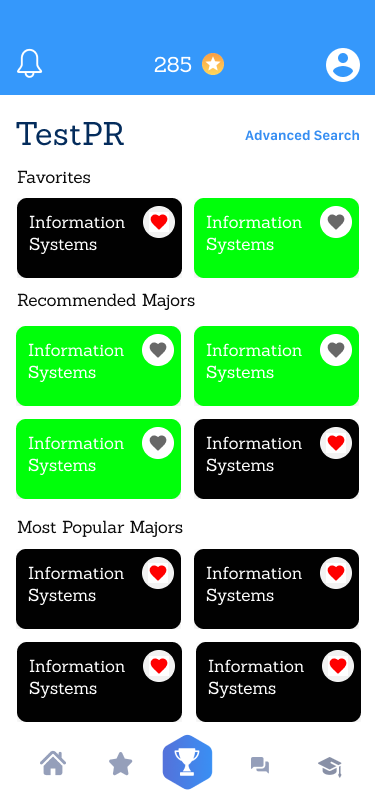 285
TestPR
Advanced Search
Favorites
Information
Systems
Information
Systems
Recommended Majors
Information
Systems
Information
Systems
Information
Systems
Information
Systems
Most Popular Majors
Information
Systems
Information
Systems
Information
Systems
Information
Systems